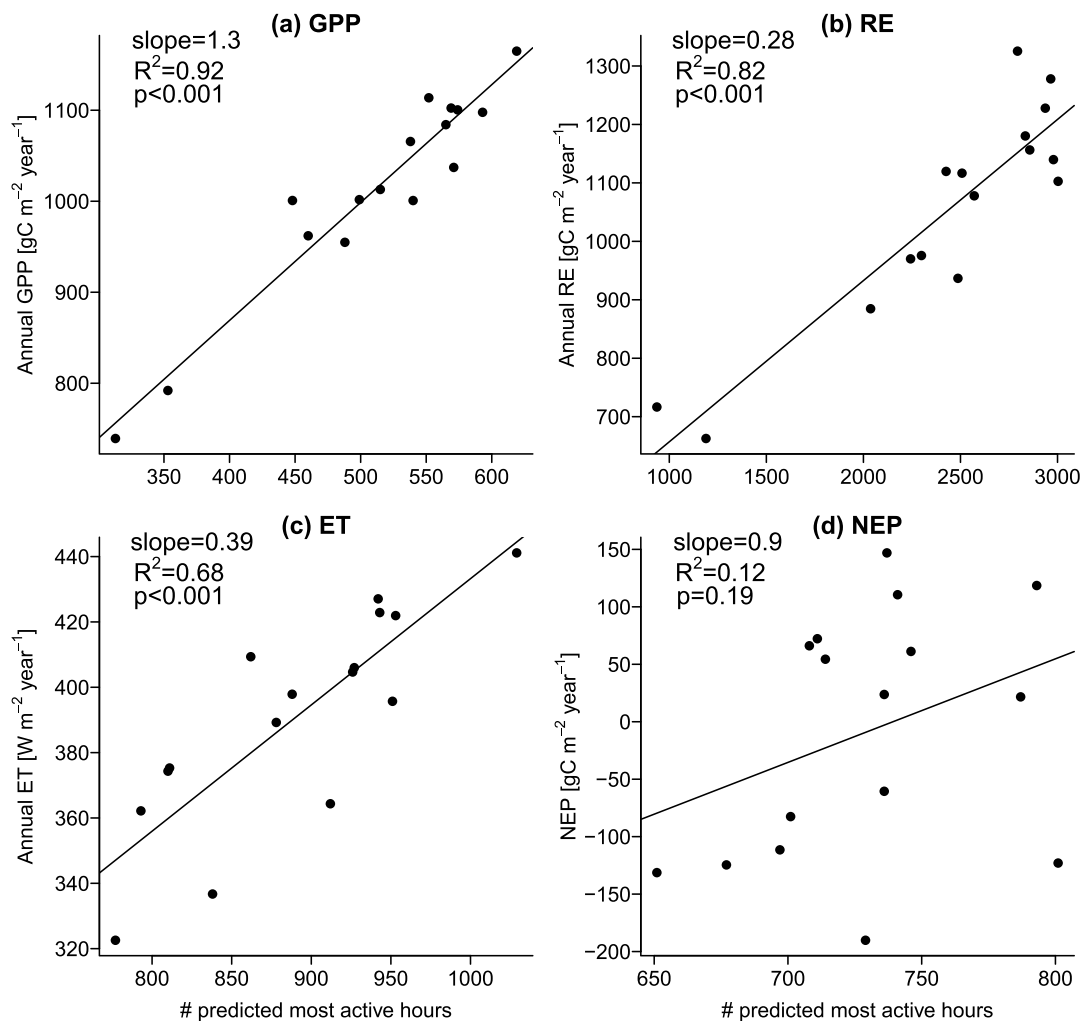 (a) GPP
slope=1.3
R²=0.92
p<0.001
Annual GPP [gC m⁻² year⁻¹]
1100
1000
900
800
350 400 450 500 550 600
(b) RE
slope=0.28
R²=0.82
p<0.001
Annual RE [gC m⁻² year⁻¹]
1300
1200
1100
1000
900
800
700
1000 1500 2000 2500 3000
(c) ET
slope=0.39
R²=0.68
p<0.001
Annual ET [W m⁻² year⁻¹]
440
420
400
380
360
340
320
800 850 900 950 1000
# predicted most active hours
(d) NEP
slope=0.9
R²=0.12
p=0.19
NEP [gC m⁻² year⁻¹]
150
100
50
0
−50
−100
−150
−200
650 700 750 800
# predicted most active hours